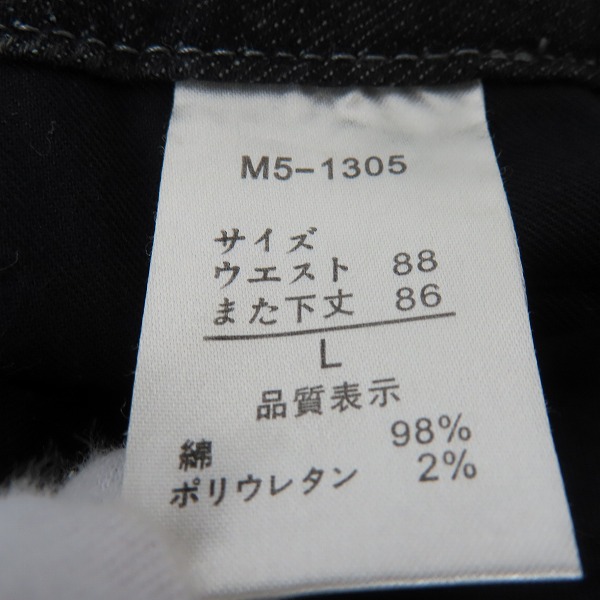 M5-1305
サイズ
ウエスト 88
また下丈 86
L
品質表示
綿 98%
ポリウレタン 2%